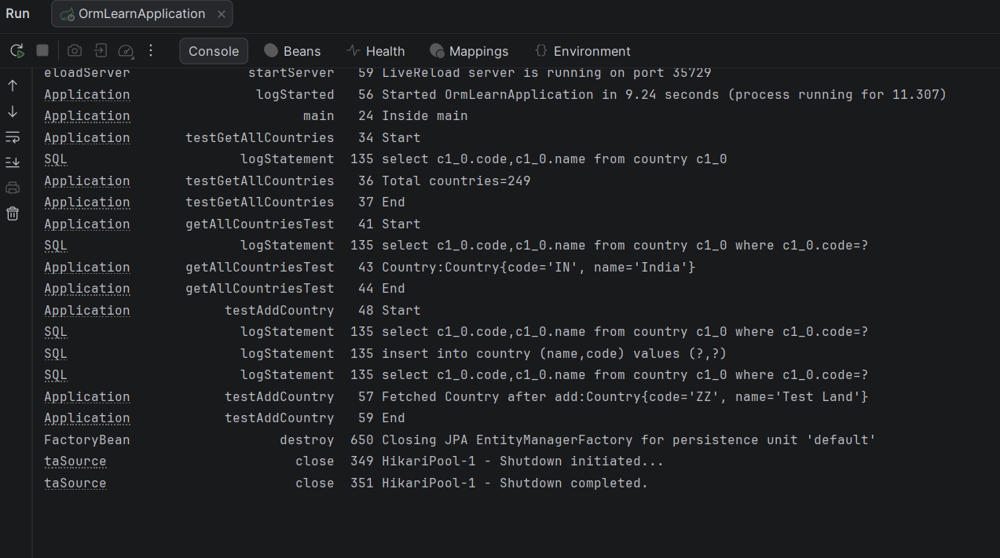 Run OrmLearnApplication
Console Beans Health Mappings Environment
eloadServer startServer 59 LiveReload server is running on port 35729
Application logStarted 56 Started OrmLearnApplication in 9.24 seconds (process running for 11.307)
Application main 24 Inside main
Application testGetAllCountries 34 Start
SQL logStatement 135 select c1_0.code,c1_0.name from country c1_0
Application testGetAllCountries 36 Total countries=249
Application testGetAllCountries 37 End
Application getAllCountriesTest 41 Start
SQL logStatement 135 select c1_0.code,c1_0.name from country c1_0 where c1_0.code=?
Application getAllCountriesTest 43 Country:Country{code='IN', name='India'}
Application getAllCountriesTest 44 End
Application testAddCountry 48 Start
SQL logStatement 135 select c1_0.code,c1_0.name from country c1_0 where c1_0.code=?
SQL logStatement 135 insert into country (name,code) values (?,?)
SQL logStatement 135 select c1_0.code,c1_0.name from country c1_0 where c1_0.code=?
Application testAddCountry 57 Fetched Country after add:Country{code='ZZ', name='Test Land'}
Application testAddCountry 59 End
FactoryBean destroy 650 Closing JPA EntityManagerFactory for persistence unit 'default'
taSource close 349 HikariPool-1 - Shutdown initiated...
taSource close 351 HikariPool-1 - Shutdown completed.